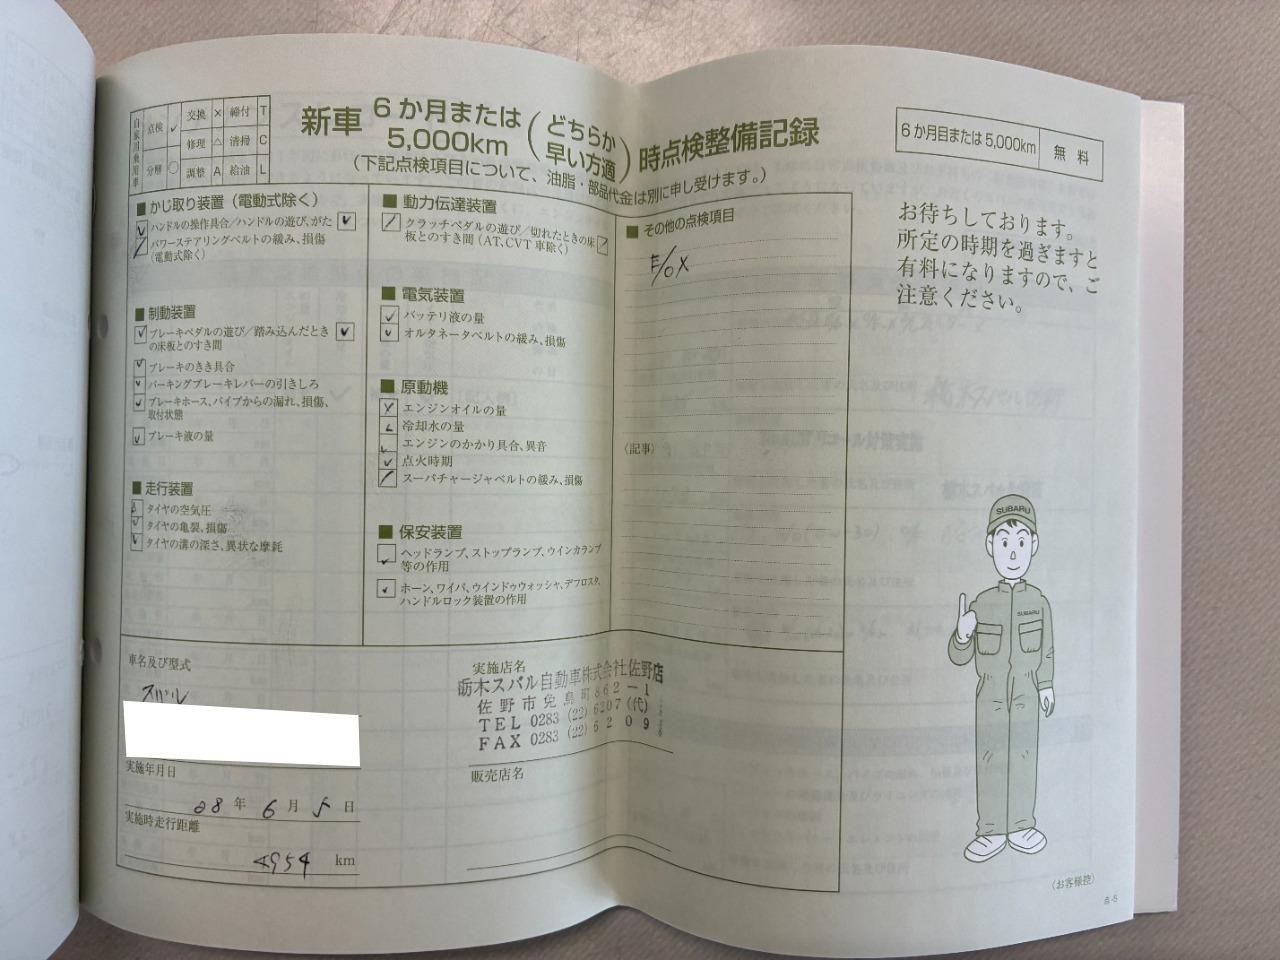 自家用乗用車
点検 ✓ 交換 × 締付 T
修理 △ 清掃 C
分解 ○ 調整 A 給油 L
新車 6か月または5,000km(どちらか早い方適)時点検整備記録
(下記点検項目について、油脂・部品代金は別に申し受けます。)
6か月目または5,000km 無料
お待ちしております。
所定の時期を過ぎますと
有料になりますので、ご
注意ください。
■ かじ取り装置(電動式除く)
ハンドルの操作具合/ハンドルの遊び、がた
パワーステアリングベルトの緩み、損傷
(電動式除く)
■ 制動装置
ブレーキペダルの遊び/踏み込んだとき
の床板とのすき間
ブレーキのきき具合
パーキングブレーキレバーの引きしろ
ブレーキホース、パイプからの漏れ、損傷、
取付状態
ブレーキ液の量
■ 走行装置
タイヤの空気圧
タイヤの亀裂、損傷
タイヤの溝の深さ、異状な摩耗
■ 動力伝達装置
クラッチペダルの遊び/切れたときの床
板とのすき間(AT,CVT車除く)
■ 電気装置
バッテリ液の量
オルタネータベルトの緩み、損傷
■ 原動機
エンジンオイルの量
冷却水の量
エンジンのかかり具合、異音
点火時期
スーパチャージャベルトの緩み、損傷
■ 保安装置
ヘッドランプ、ストップランプ、ウインカランプ
等の作用
ホーン、ワイパ、ウインドゥウォッシャ、デフロスタ、
ハンドルロック装置の作用
■ その他の点検項目
E/O X
(記事)
SUBARU
SUBARU
車名及び型式
スバル
実施年月日
28年6月5日
実施時走行距離
4954 km
実施店名
栃木スバル自動車株式会社佐野店
佐野市免鳥町862-1
TEL 0283(22)6207(代)
FAX 0283(22)6209
販売店名
(お客様控)
点-5